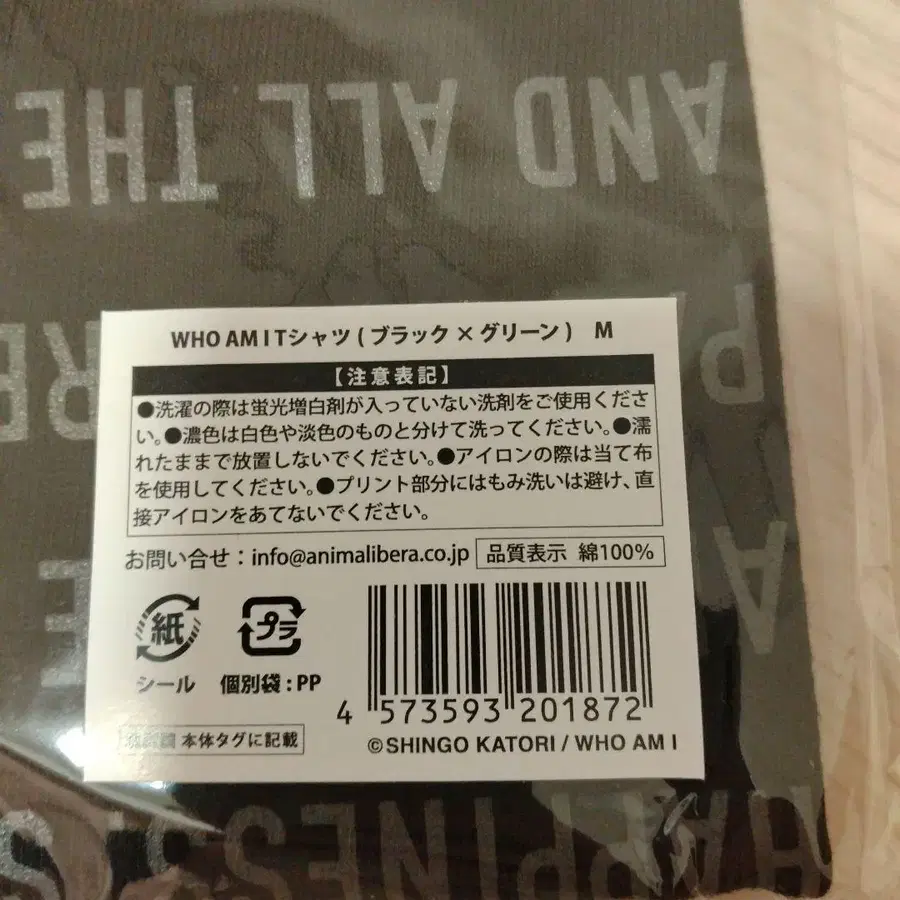 AND ALL THE
WHO AM I Tシャツ ( ブラック × グリーン )　M
【注意表記】
●洗濯の際は蛍光増白剤が入っていない洗剤をご使用くださ
い。●濃色は白色や淡色のものと分けて洗ってください。●濡
れたままで放置しないでください。●アイロンの際は当て布
を使用してください。●プリント部分にはもみ洗いは避け、直
接アイロンをあてないでください。
お問い合せ：info@animalibera.co.jp
品質表示 綿100%
紙
シール
プラ
個別袋 : PP
4 573593 201872
本体タグに記載
©SHINGO KATORI / WHO AM I
HAPPINESS